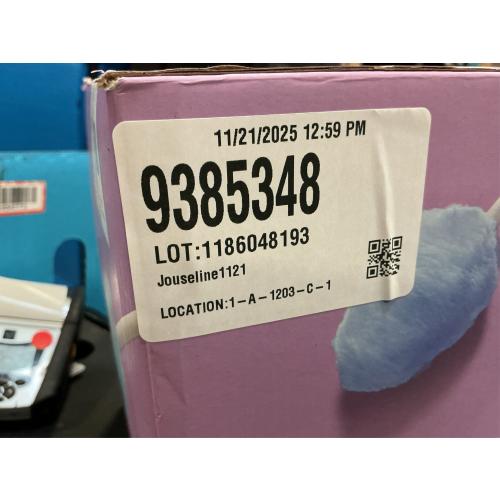 11/21/2025 12:59 PM
9385348
LOT:1186048193
Jouseline1121
LOCATION:1-A-1203-C-1